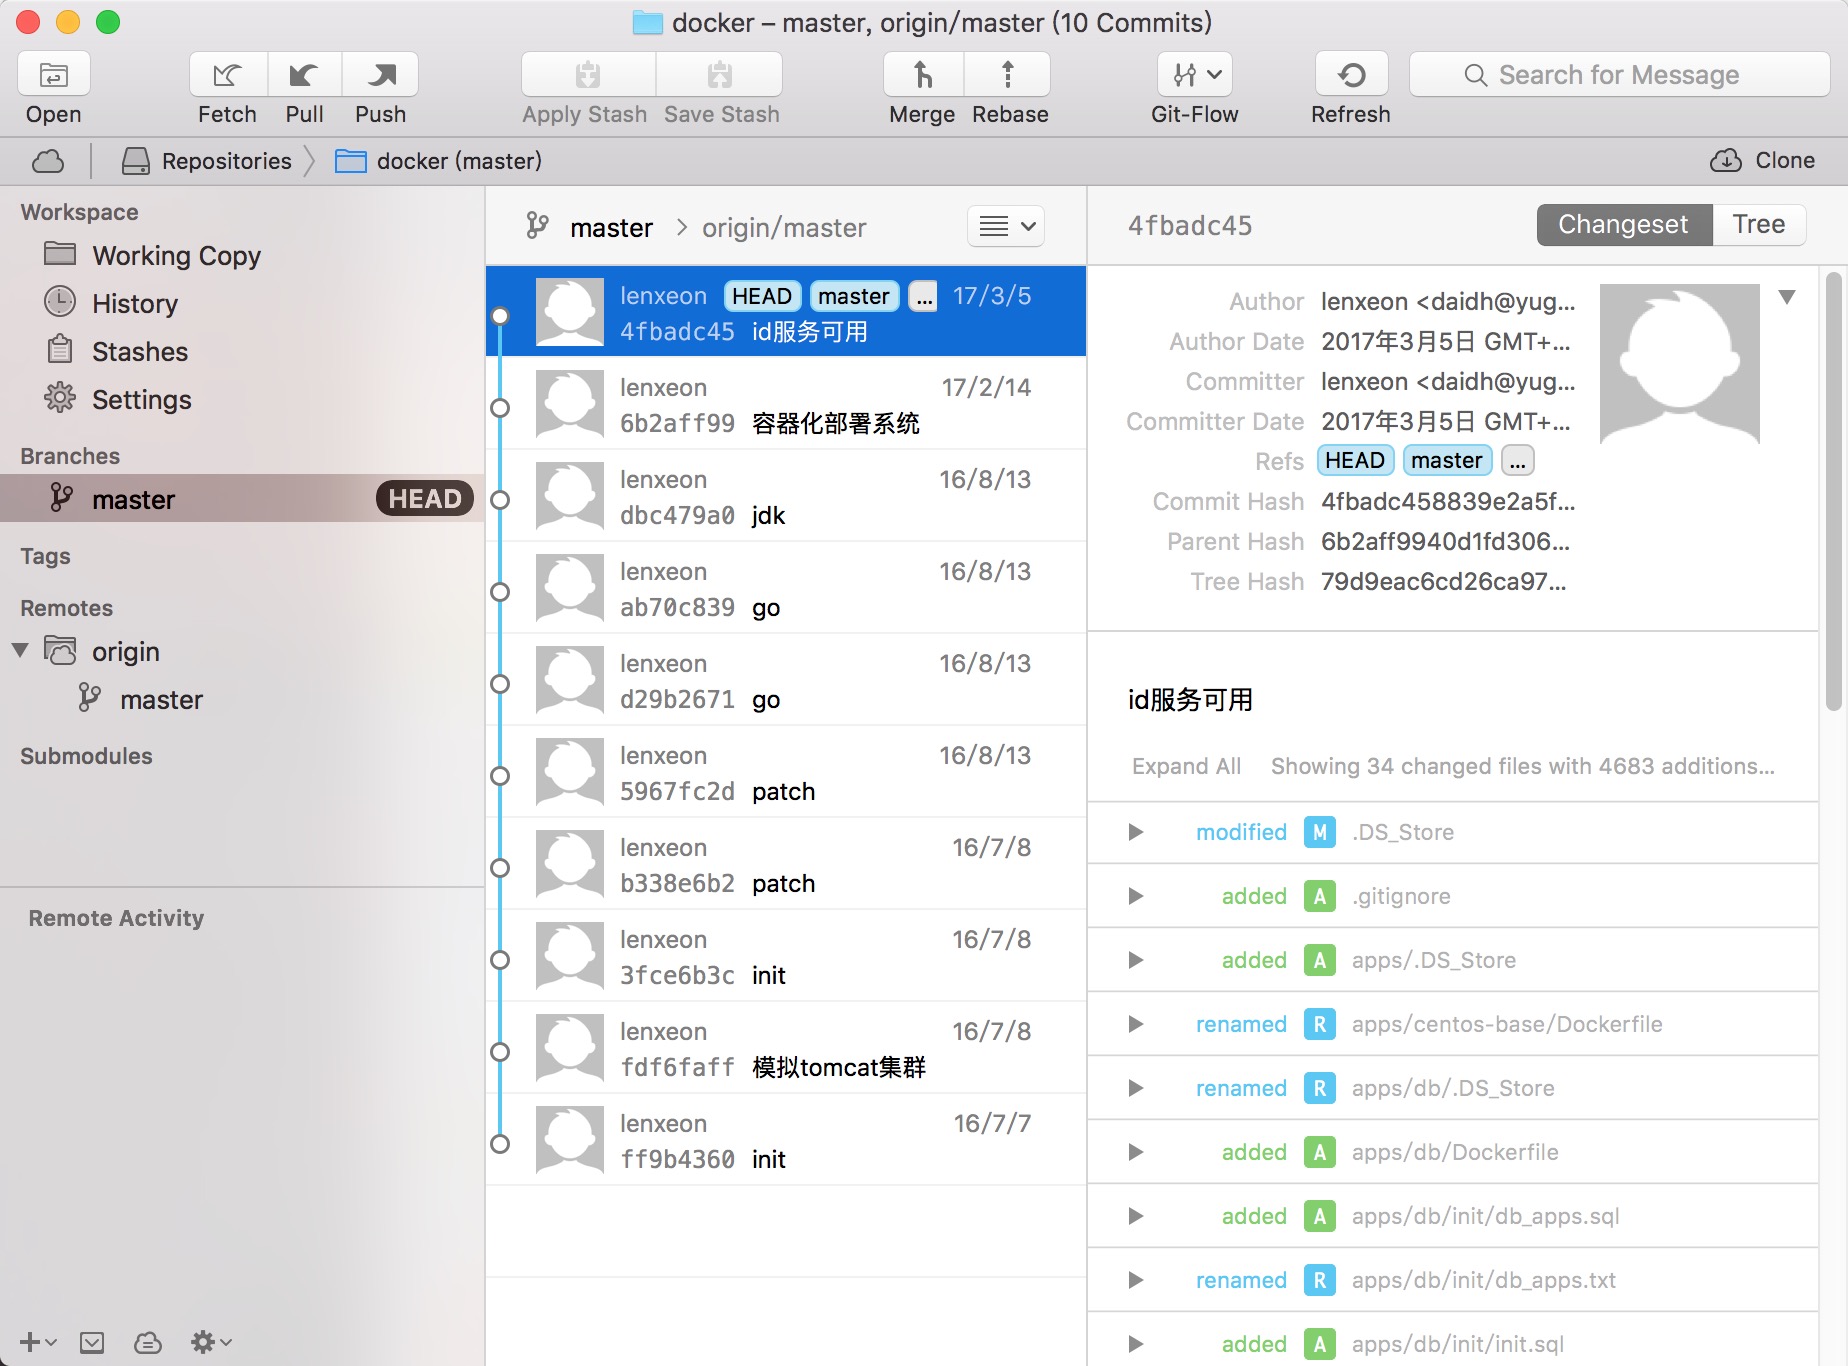 docker – master, origin/master (10 Commits)
Open Fetch Pull Push Apply Stash Save Stash Merge Rebase Git-Flow Refresh Search for Message
Repositories docker (master) Clone
Workspace
Working Copy
History
Stashes
Settings
Branches
master HEAD
Tags
Remotes
origin
master
Submodules
Remote Activity
master > origin/master
lenxeon HEAD master ... 17/3/5
4fbadc45 id服务可用
lenxeon 17/2/14
6b2aff99 容器化部署系统
lenxeon 16/8/13
dbc479a0 jdk
lenxeon 16/8/13
ab70c839 go
lenxeon 16/8/13
d29b2671 go
lenxeon 16/8/13
5967fc2d patch
lenxeon 16/7/8
b338e6b2 patch
lenxeon 16/7/8
3fce6b3c init
lenxeon 16/7/8
fdf6faff 模拟tomcat集群
lenxeon 16/7/7
ff9b4360 init
4fbadc45 Changeset Tree
Author lenxeon <daidh@yug...
Author Date 2017年3月5日 GMT+...
Committer lenxeon <daidh@yug...
Committer Date 2017年3月5日 GMT+...
Refs HEAD master ...
Commit Hash 4fbadc458839e2a5f...
Parent Hash 6b2aff9940d1fd306...
Tree Hash 79d9eac6cd26ca97...
id服务可用
Expand All Showing 34 changed files with 4683 additions...
modified M .DS_Store
added A .gitignore
added A apps/.DS_Store
renamed R apps/centos-base/Dockerfile
renamed R apps/db/.DS_Store
added A apps/db/Dockerfile
added A apps/db/init/db_apps.sql
renamed R apps/db/init/db_apps.txt
added A apps/db/init/init.sql